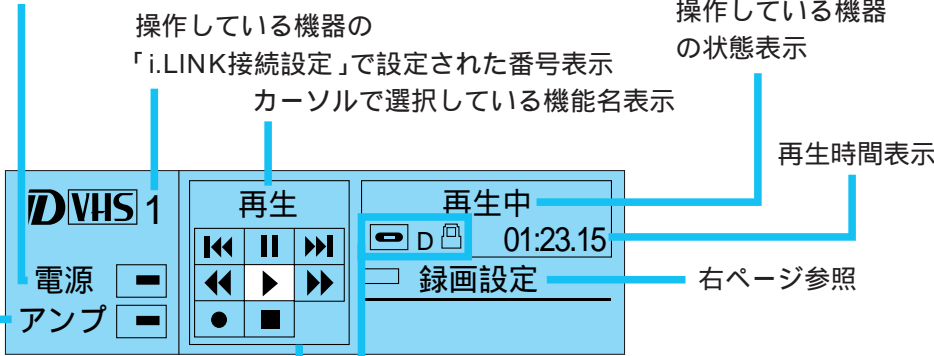 操作している機器の
「i.LINK接続設定」で設定された番号表示
カーソルで選択している機能名表示
操作している機器
の状態表示
再生時間表示
D VHS 1
再生
再生中
D 01:23.15
電源
録画設定
右ページ参照
アンプ